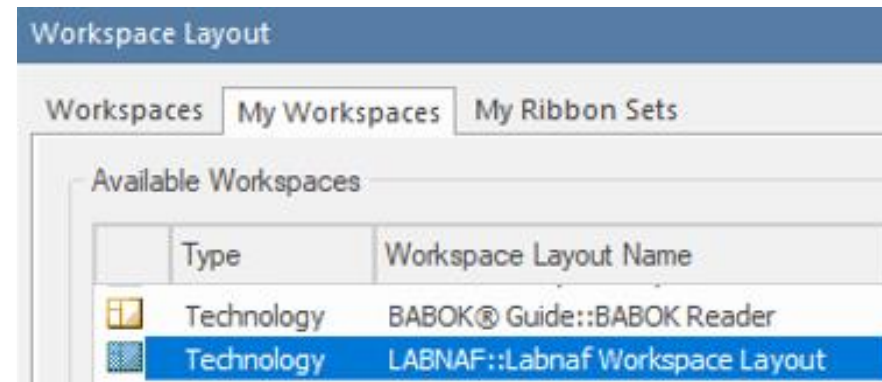 Workspace Layout
Workspaces My Workspaces My Ribbon Sets
Available Workspaces
Type Workspace Layout Name
Technology BABOK® Guide::BABOK Reader
Technology LABNAF::Labnaf Workspace Layout